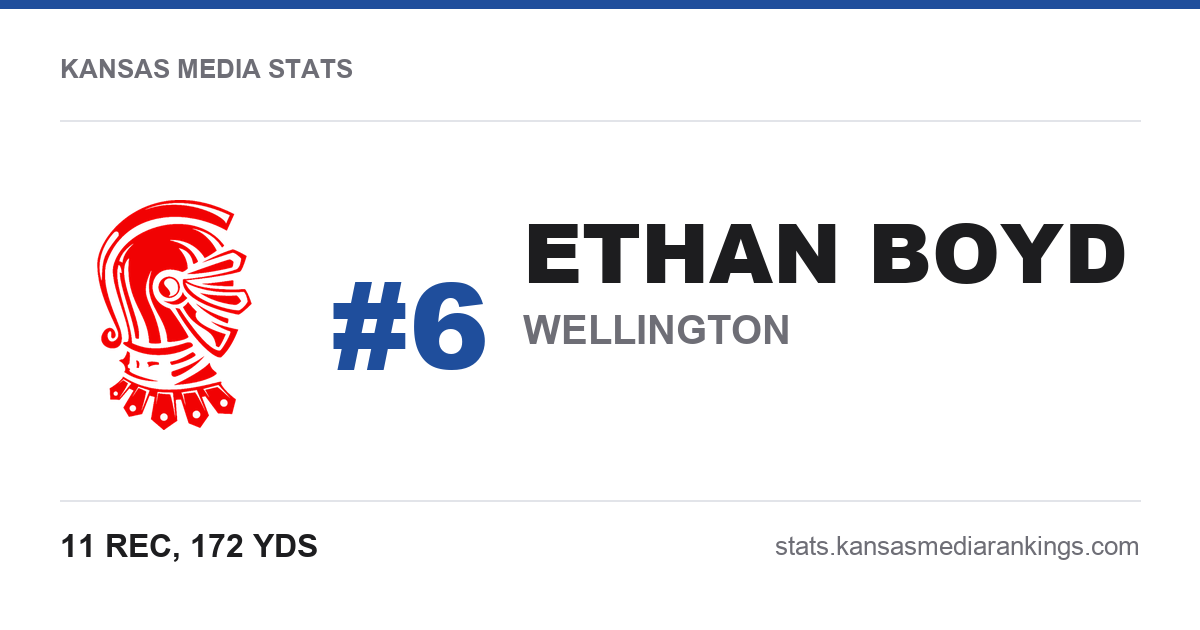 KANSAS MEDIA STATS
#6
ETHAN BOYD
WELLINGTON
11 REC, 172 YDS
stats.kansasmediarankings.com